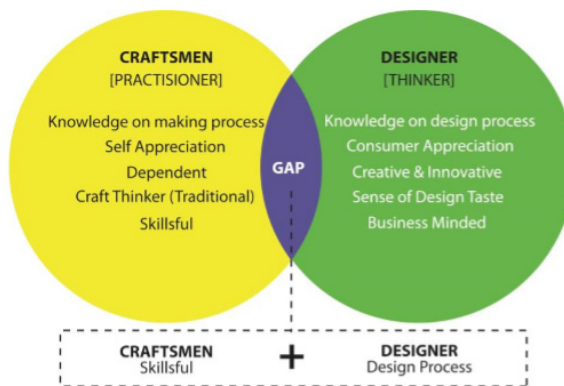 CRAFTSMEN
[PRACTISIONER]
Knowledge on making process
Self Appreciation
Dependent
Craft Thinker (Traditional)
Skillsful
GAP
DESIGNER
[THINKER]
Knowledge on design process
Consumer Appreciation
Creative & Innovative
Sense of Design Taste
Business Minded
CRAFTSMEN
Skillsful
+
DESIGNER
Design Process